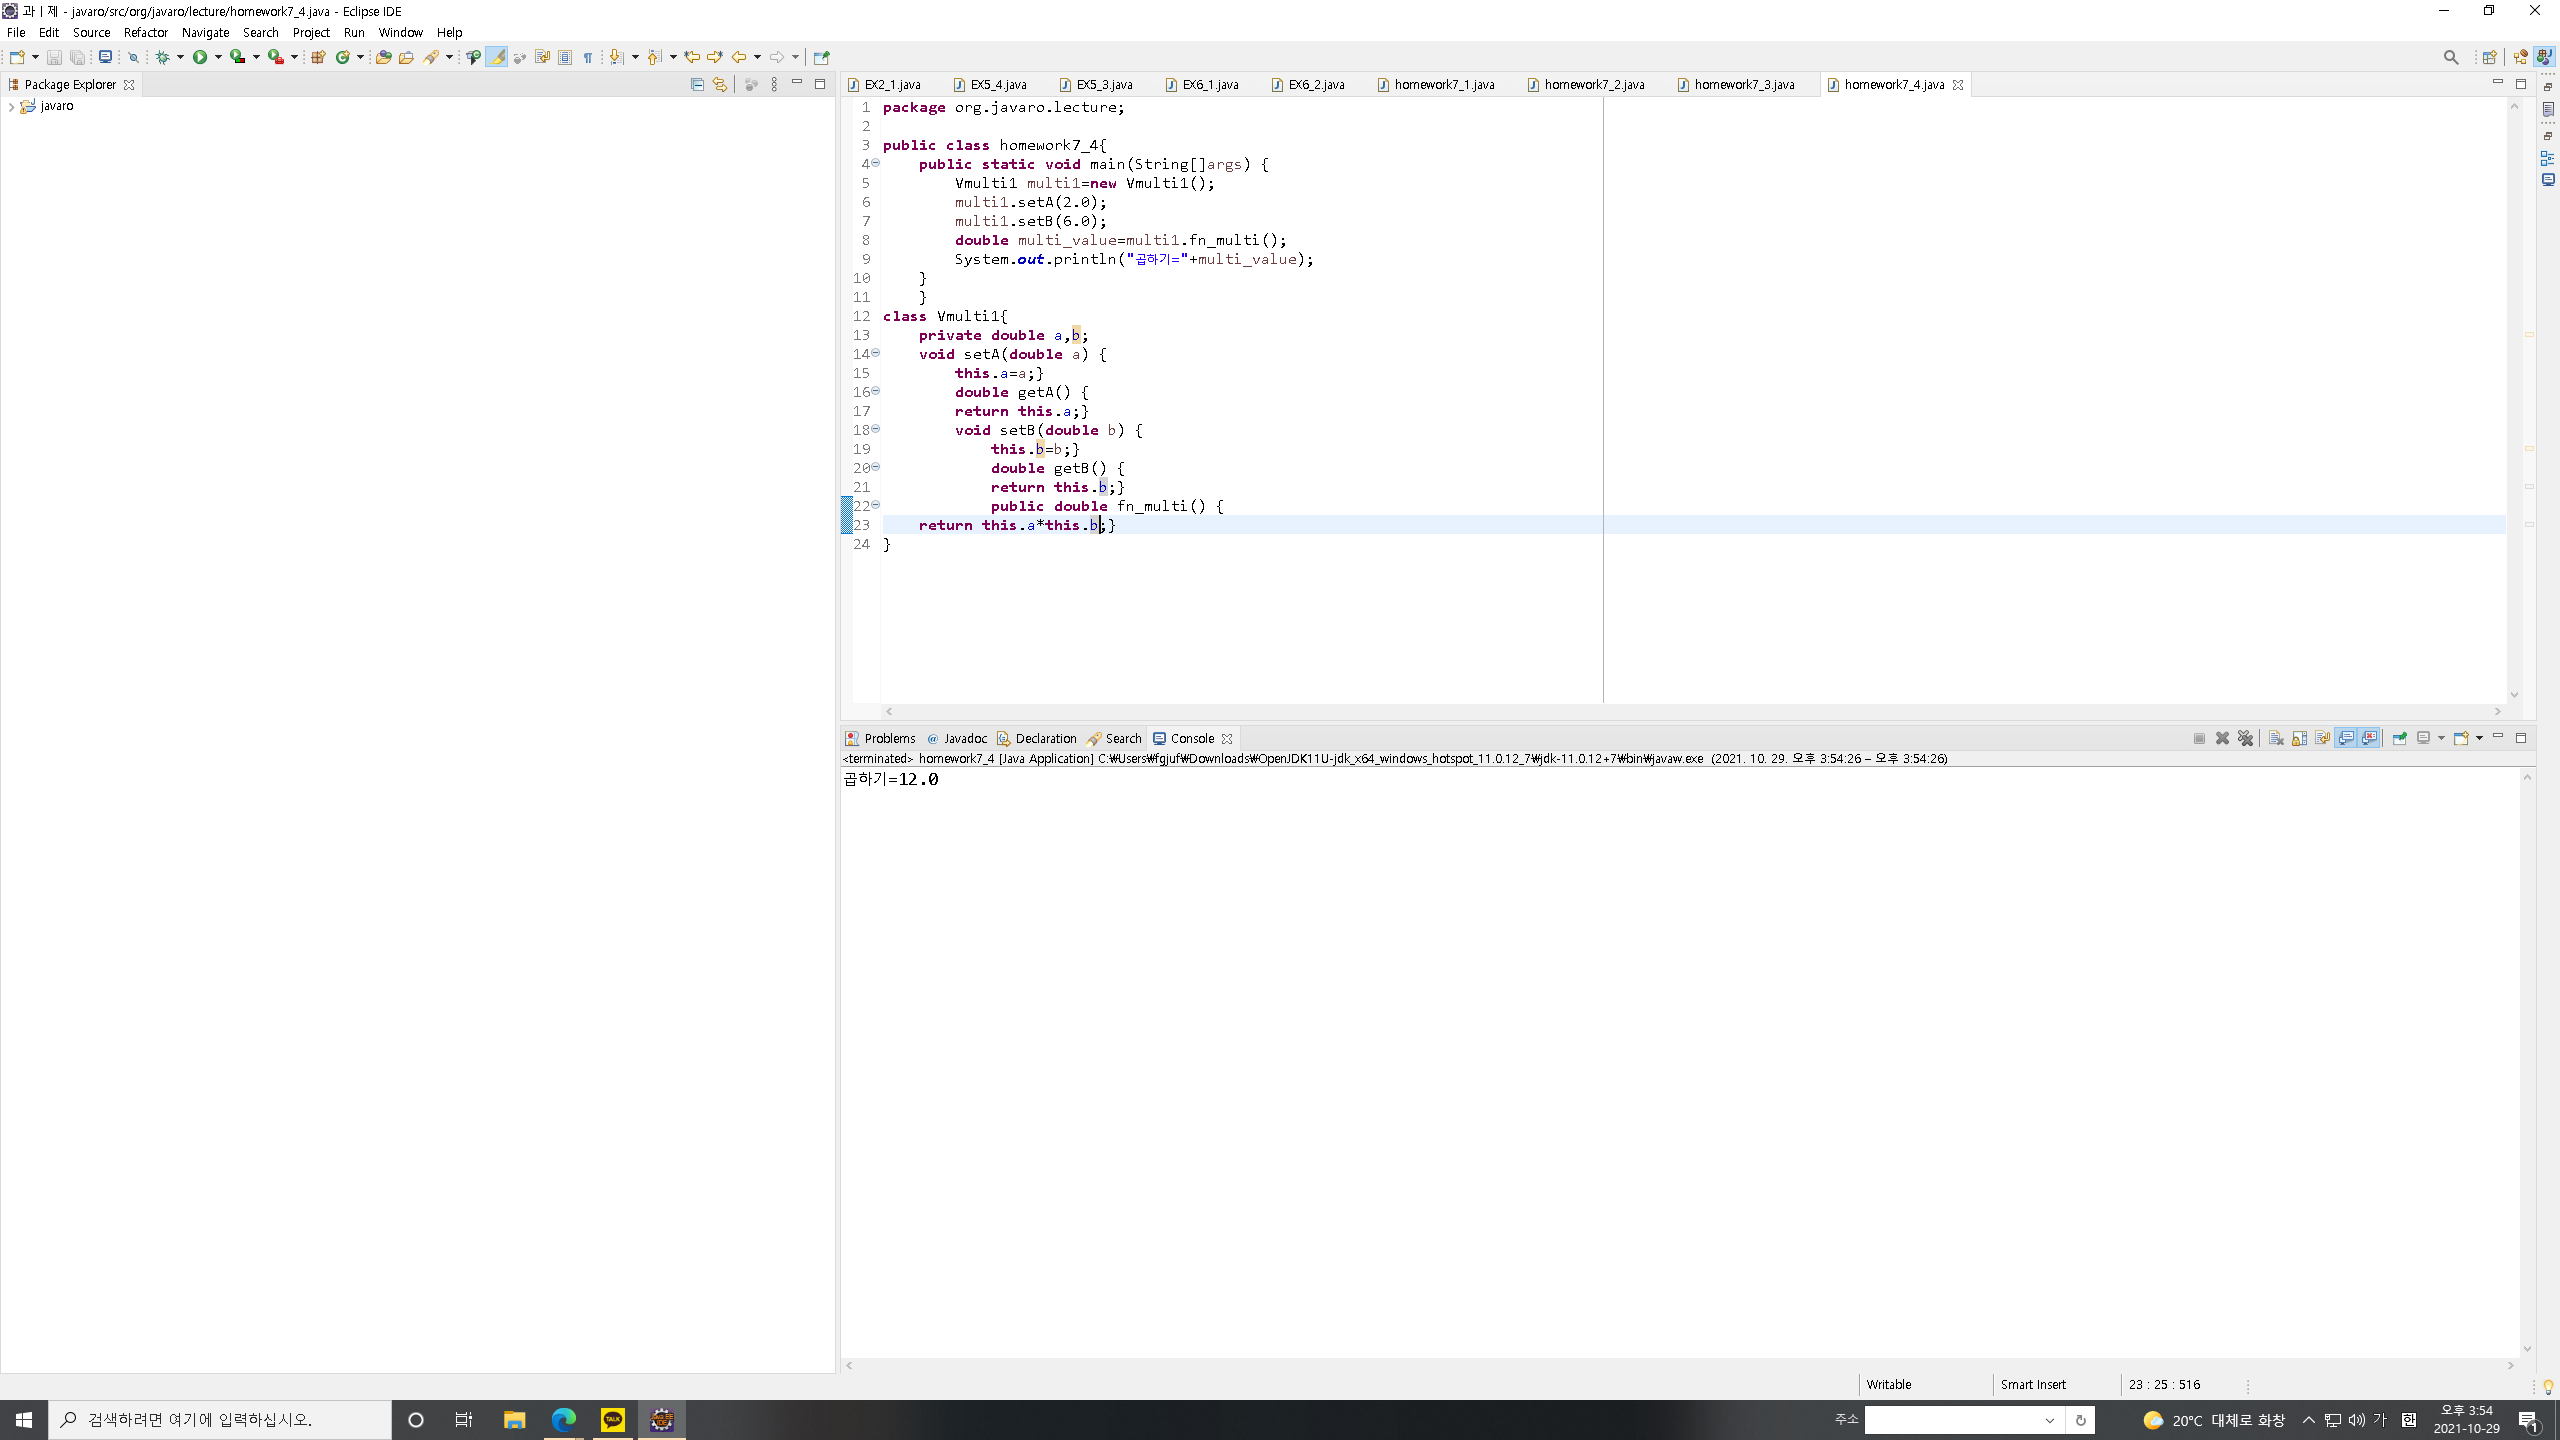 과ㅣ제 - javaro/src/org/javaro/lecture/homework7_4.java - Eclipse IDE
File Edit Source Refactor Navigate Search Project Run Window Help
Package Explorer
javaro
EX2_1.java EX5_4.java EX5_3.java EX6_1.java EX6_2.java homework7_1.java homework7_2.java homework7_3.java homework7_4.java
1 package org.javaro.lecture;
2
3 public class homework7_4{
4 public static void main(String[]args) {
5 Vmulti1 multi1=new Vmulti1();
6 multi1.setA(2.0);
7 multi1.setB(6.0);
8 double multi_value=multi1.fn_multi();
9 System.out.println("곱하기="+multi_value);
10 }
11 }
12 class Vmulti1{
13 private double a,b;
14 void setA(double a) {
15 this.a=a;}
16 double getA() {
17 return this.a;}
18 void setB(double b) {
19 this.b=b;}
20 double getB() {
21 return this.b;}
22 public double fn_multi() {
23 return this.a*this.b;}
24 }
Problems @ Javadoc Declaration Search Console
<terminated> homework7_4 [Java Application] C:₩Users₩fgjuf₩Downloads₩OpenJDK11U-jdk_x64_windows_hotspot_11.0.12_7₩jdk-11.0.12+7₩bin₩javaw.exe (2021. 10. 29. 오후 3:54:26 – 오후 3:54:26)
곱하기=12.0
Writable Smart Insert 23 : 25 : 516
검색하려면 여기에 입력하십시오.
TALK
주소
20°C 대체로 화창
가
한
오후 3:54
2021-10-29
1